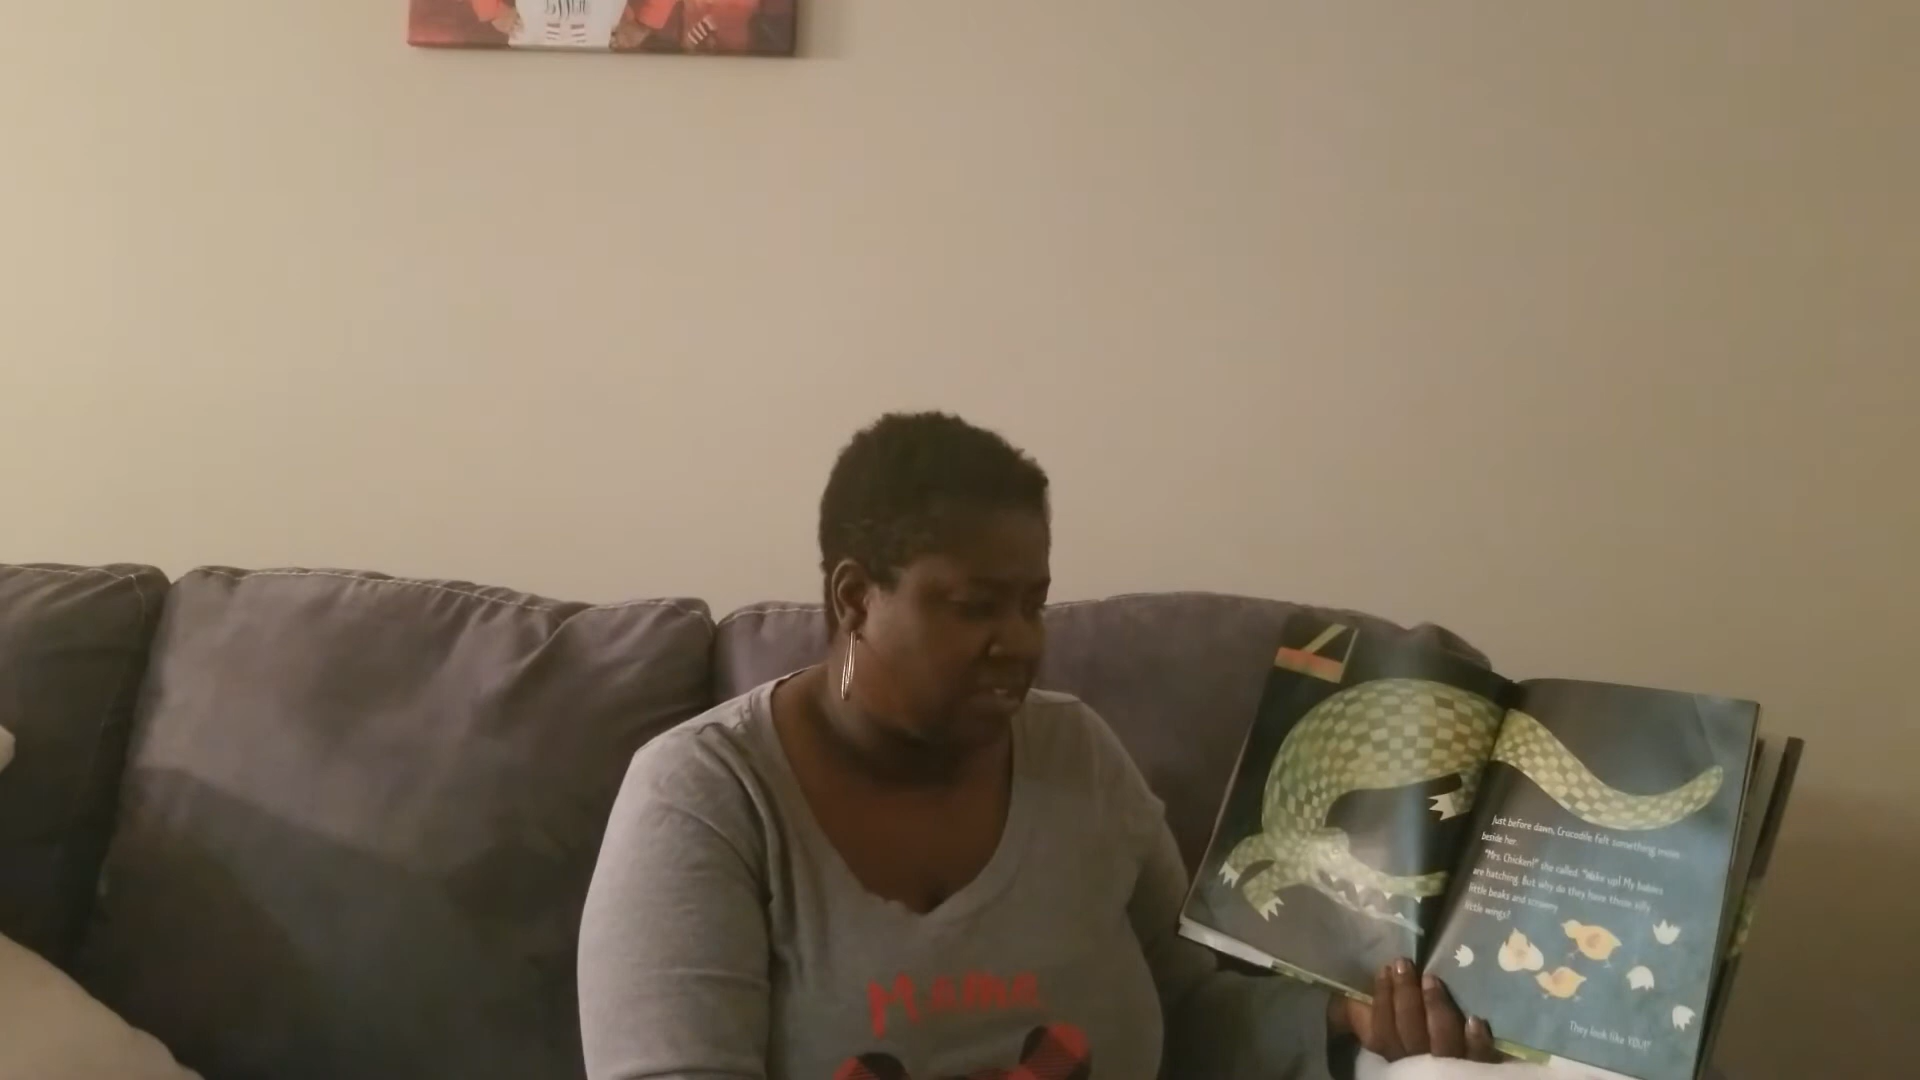 Mama
Just before dawn, Crocodile felt something move
beside her.
"Mrs. Chicken!" she called. "Wake up! My babies
are hatching. But why do they have these silly
little beaks and scrawny
little wings?
They look like YOU!"